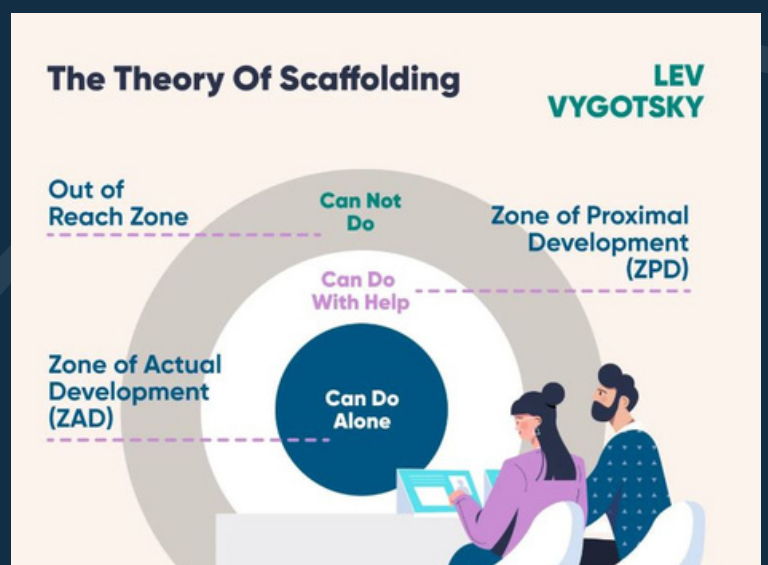 The Theory Of Scaffolding
LEV
VYGOTSKY
Out of
Reach Zone
Can Not
Do
Zone of Proximal
Development
(ZPD)
Can Do
With Help
Zone of Actual
Development
(ZAD)
Can Do
Alone